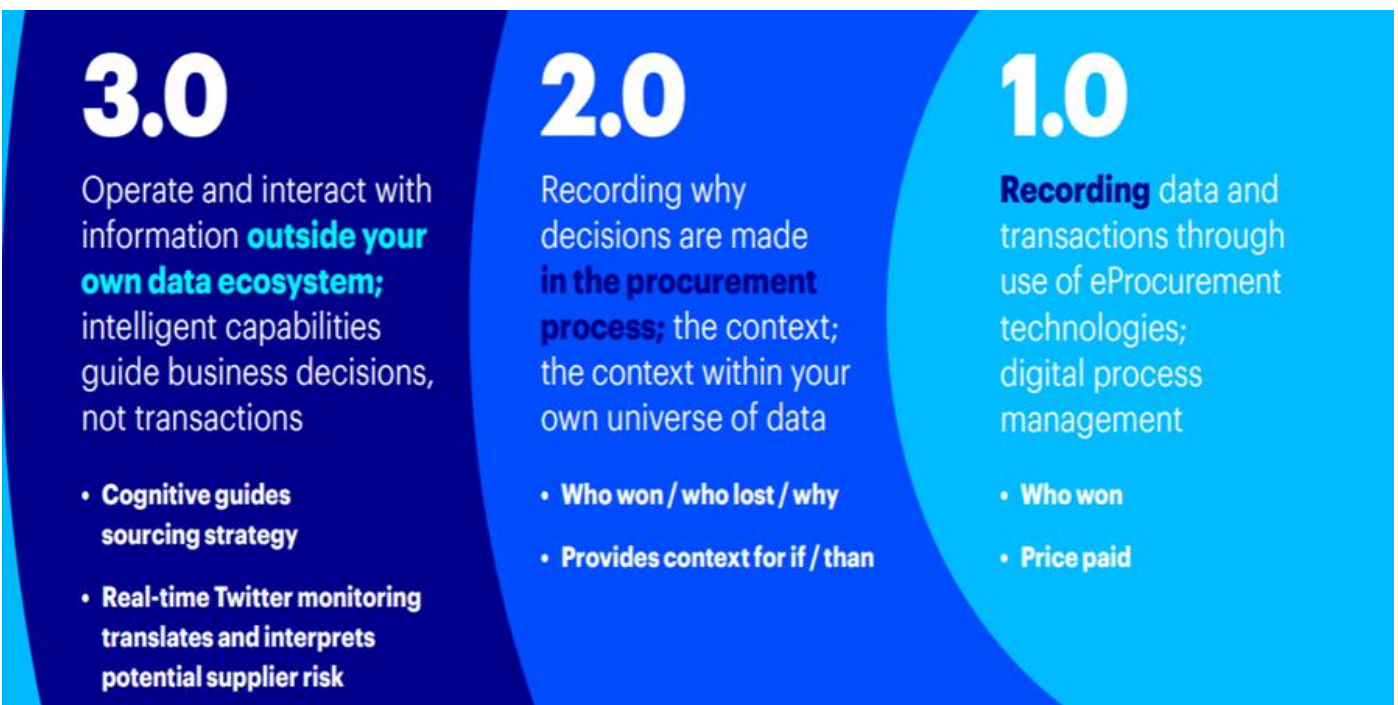 3.0
Operate and interact with
information outside your
own data ecosystem;
intelligent capabilities
guide business decisions,
not transactions
• Cognitive guides
sourcing strategy
• Real-time Twitter monitoring
translates and interprets
potential supplier risk
2.0
Recording why
decisions are made
in the procurement
process; the context;
the context within your
own universe of data
• Who won / who lost / why
• Provides context for if / than
1.0
Recording data and
transactions through
use of eProcurement
technologies;
digital process
management
• Who won
• Price paid